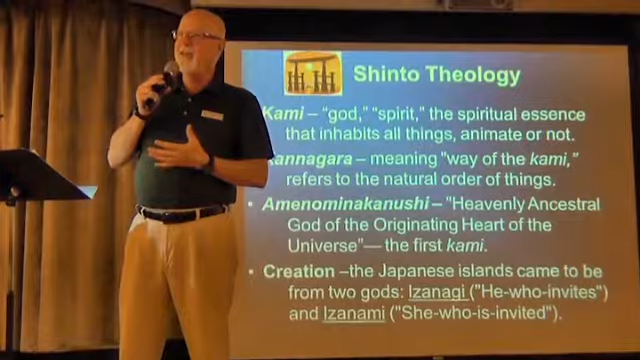 Shinto Theology
Kami – “god,” “spirit,” the spiritual essence
that inhabits all things, animate or not.
annagara – meaning “way of the kami,”
refers to the natural order of things.
• Amenominakanushi – “Heavenly Ancestral
God of the Originating Heart of the
Universe”—the first kami.
• Creation –the Japanese islands came to be
from two gods: Izanagi (“He-who-invites”)
and Izanami (“She-who-is-invited”).